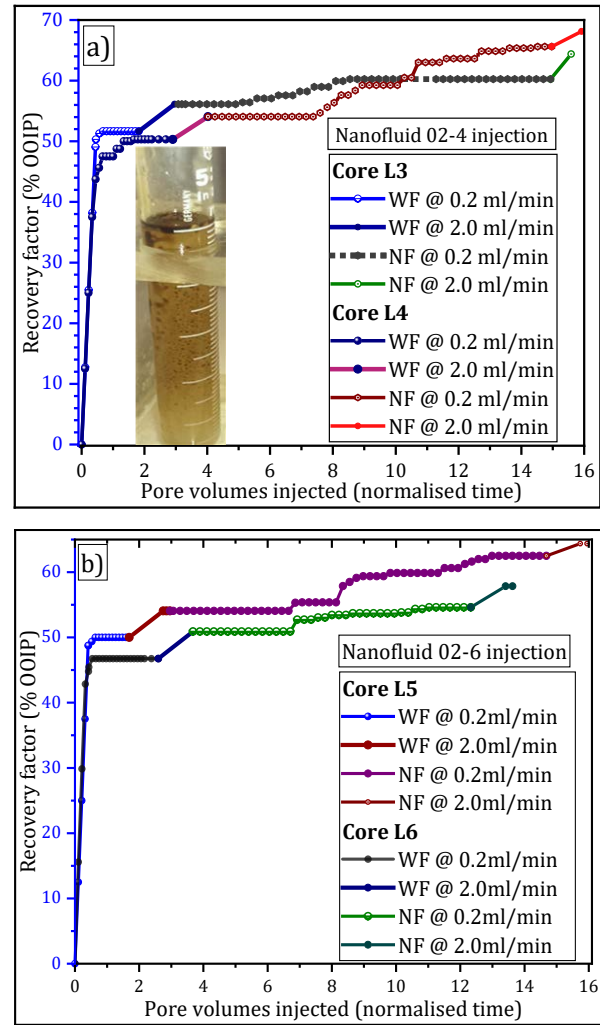 a)
Recovery factor (% OOIP)
70
60
50
40
30
20
10
0
GERMANY
5
Nanofluid 02-4 injection
Core L3
WF @ 0.2 ml/min
WF @ 2.0 ml/min
NF @ 0.2 ml/min
NF @ 2.0 ml/min
Core L4
WF @ 0.2 ml/min
WF @ 2.0 ml/min
NF @ 0.2 ml/min
NF @ 2.0 ml/min
0 2 4 6 8 10 12 14 16
Pore volumes injected (normalised time)
b)
Recovery factor (% OOIP)
60
50
40
30
20
10
0
Nanofluid 02-6 injection
Core L5
WF @ 0.2ml/min
WF @ 2.0ml/min
NF @ 0.2ml/min
NF @ 2.0ml/min
Core L6
WF @ 0.2ml/min
WF @ 2.0ml/min
NF @ 0.2ml/min
NF @ 2.0ml/min
0 2 4 6 8 10 12 14 16
Pore volumes injected (normalised time)